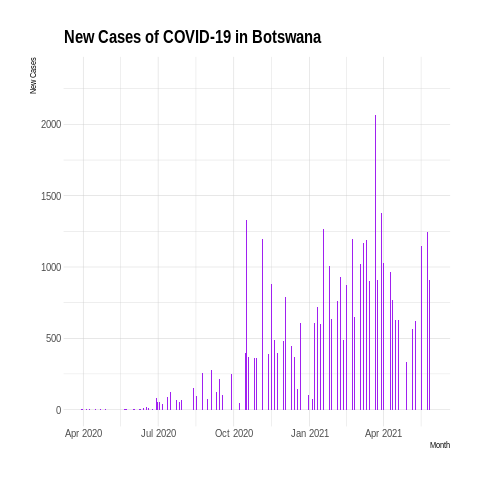 New Cases of COVID-19 in Botswana
New Cases
2000
1500
1000
500
0
Apr 2020 Jul 2020 Oct 2020 Jan 2021 Apr 2021
Month